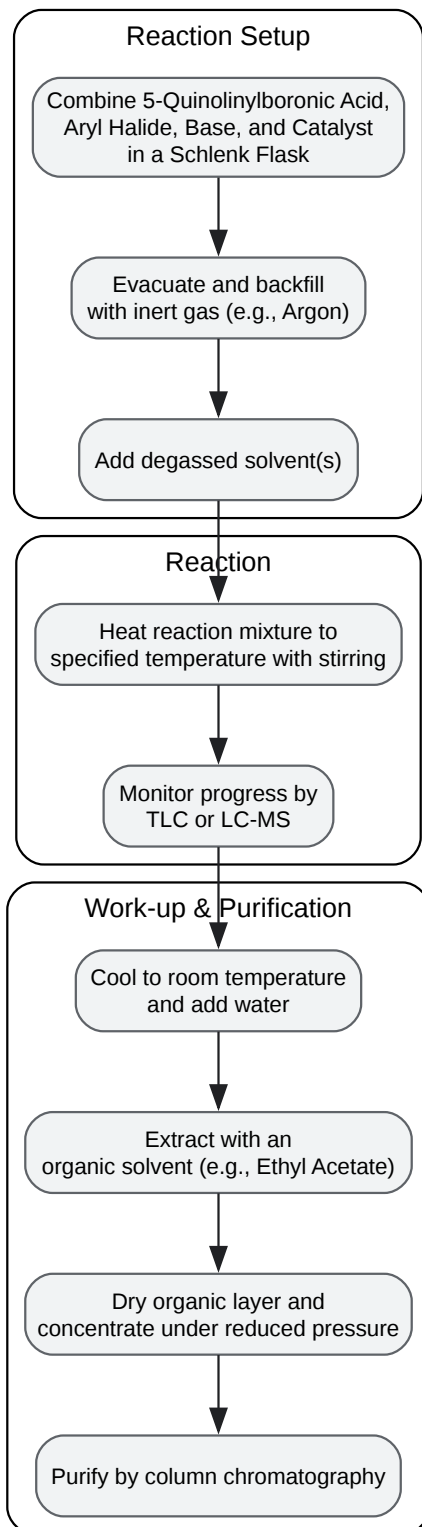 Reaction Setup
Combine 5-Quinolinylboronic Acid,
Aryl Halide, Base, and Catalyst
in a Schlenk Flask
Evacuate and backfill
with inert gas (e.g., Argon)
Add degassed solvent(s)
Reaction
Heat reaction mixture to
specified temperature with stirring
Monitor progress by
TLC or LC-MS
Work-up & Purification
Cool to room temperature
and add water
Extract with an
organic solvent (e.g., Ethyl Acetate)
Dry organic layer and
concentrate under reduced pressure
Purify by column chromatography